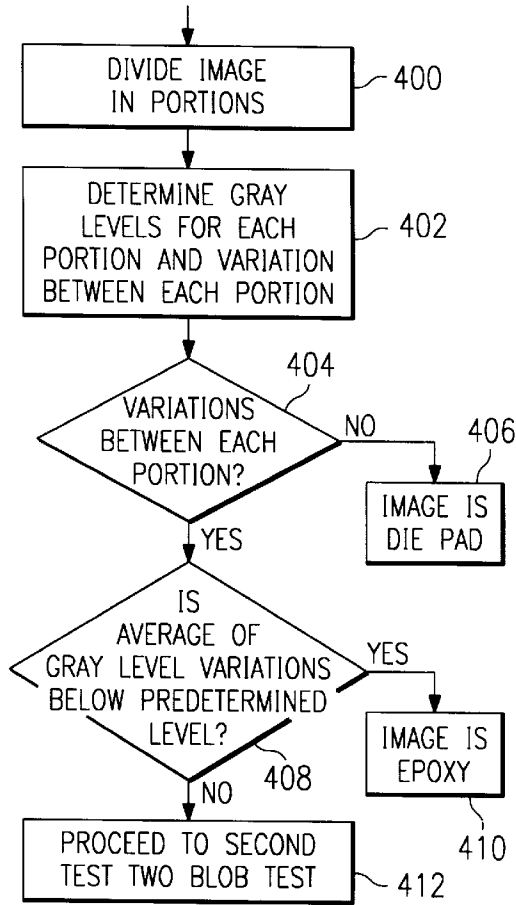 DIVIDE IMAGE
IN PORTIONS
400
DETERMINE GRAY
LEVELS FOR EACH
PORTION AND VARIATION
BETWEEN EACH PORTION
402
404
VARIATIONS
BETWEEN EACH
PORTION?
NO
406
IMAGE IS
DIE PAD
YES
IS
AVERAGE OF
GRAY LEVEL VARIATIONS
BELOW PREDETERMINED
LEVEL?
YES
408
IMAGE IS
EPOXY
410
NO
PROCEED TO SECOND
TEST TWO BLOB TEST
412